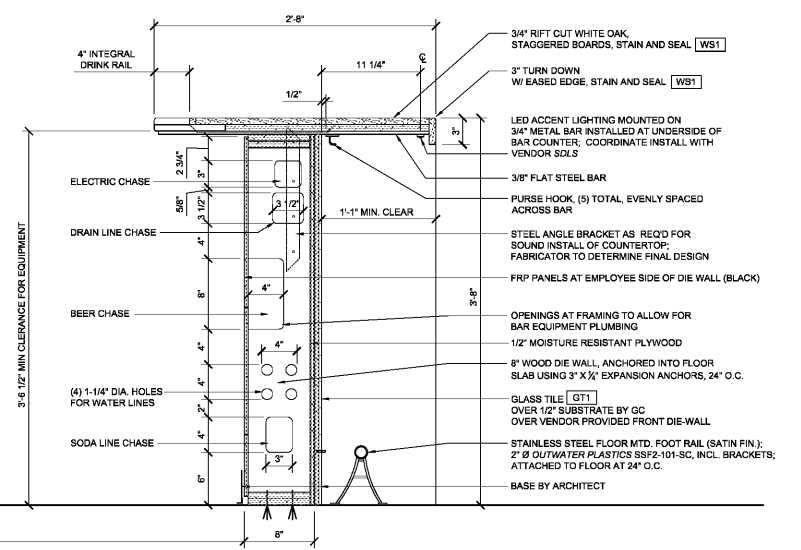 2'-8"
4" INTEGRAL
DRINK RAIL
11 1/4"
1/2"
3/4" RIFT CUT WHITE OAK,
STAGGERED BOARDS, STAIN AND SEAL WS1
3" TURN DOWN
W/ EASED EDGE, STAIN AND SEAL WS1
LED ACCENT LIGHTING MOUNTED ON
3/4" METAL BAR INSTALLED AT UNDERSIDE OF
BAR COUNTER; COORDINATE INSTALL WITH
VENDOR SDLS
3"
3/8" FLAT STEEL BAR
PURSE HOOK, (5) TOTAL, EVENLY SPACED
ACROSS BAR
1'-1" MIN. CLEAR
STEEL ANGLE BRACKET AS REQ'D FOR
SOUND INSTALL OF COUNTERTOP;
FABRICATOR TO DETERMINE FINAL DESIGN
FRP PANELS AT EMPLOYEE SIDE OF DIE WALL (BLACK)
3'-8"
OPENINGS AT FRAMING TO ALLOW FOR
BAR EQUIPMENT PLUMBING
1/2" MOISTURE RESISTANT PLYWOOD
8" WOOD DIE WALL, ANCHORED INTO FLOOR
SLAB USING 3" X ¼" EXPANSION ANCHORS, 24" O.C.
GLASS TILE GT1
OVER 1/2" SUBSTRATE BY GC
OVER VENDOR PROVIDED FRONT DIE-WALL
STAINLESS STEEL FLOOR MTD. FOOT RAIL (SATIN FIN.);
2" Ø OUTWATER PLASTICS SSF2-101-SC, INCL. BRACKETS;
ATTACHED TO FLOOR AT 24" O.C.
BASE BY ARCHITECT
ELECTRIC CHASE
DRAIN LINE CHASE
BEER CHASE
(4) 1-1/4" DIA. HOLES
FOR WATER LINES
SODA LINE CHASE
3'-6 1/2" MIN CLERANCE FOR EQUIPMENT
2 3/4"
3"
5/8"
3 1/2"
4"
8"
4"
4"
2"
4"
6"
3 1/2"
4"
4"
3"
8"